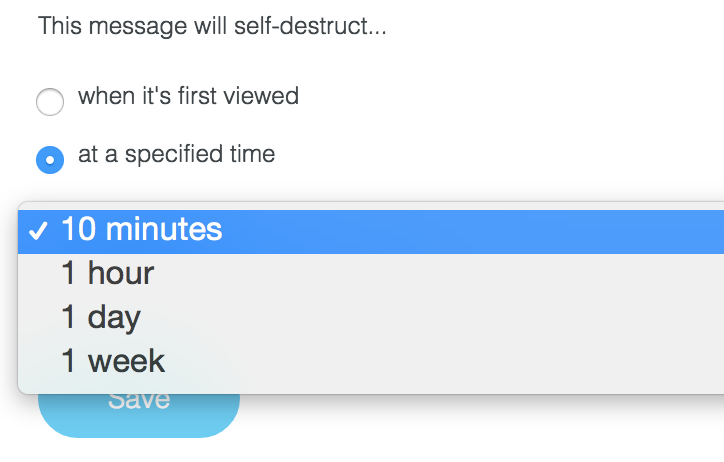 This message will self-destruct...
when it's first viewed
at a specified time
✓ 10 minutes
1 hour
1 day
1 week
Save